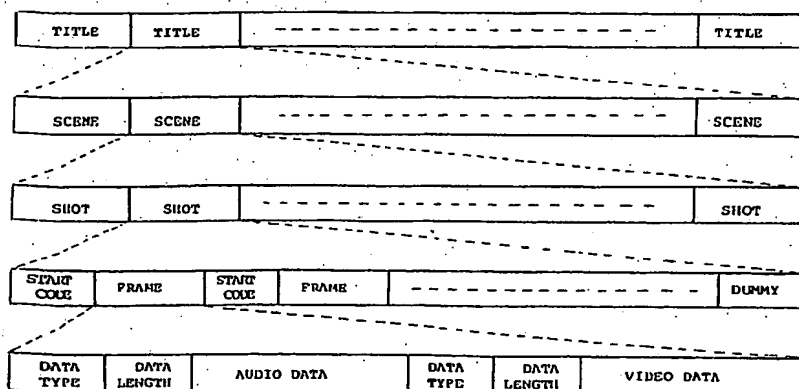 TITLE TITLE TITLE
SCENE SCENE SCENE
SHOT SHOT SHOT
START CODE FRAME START CODE FRAME DUMMY
DATA TYPE DATA LENGTH AUDIO DATA DATA TYPE DATA LENGTH VIDEO DATA